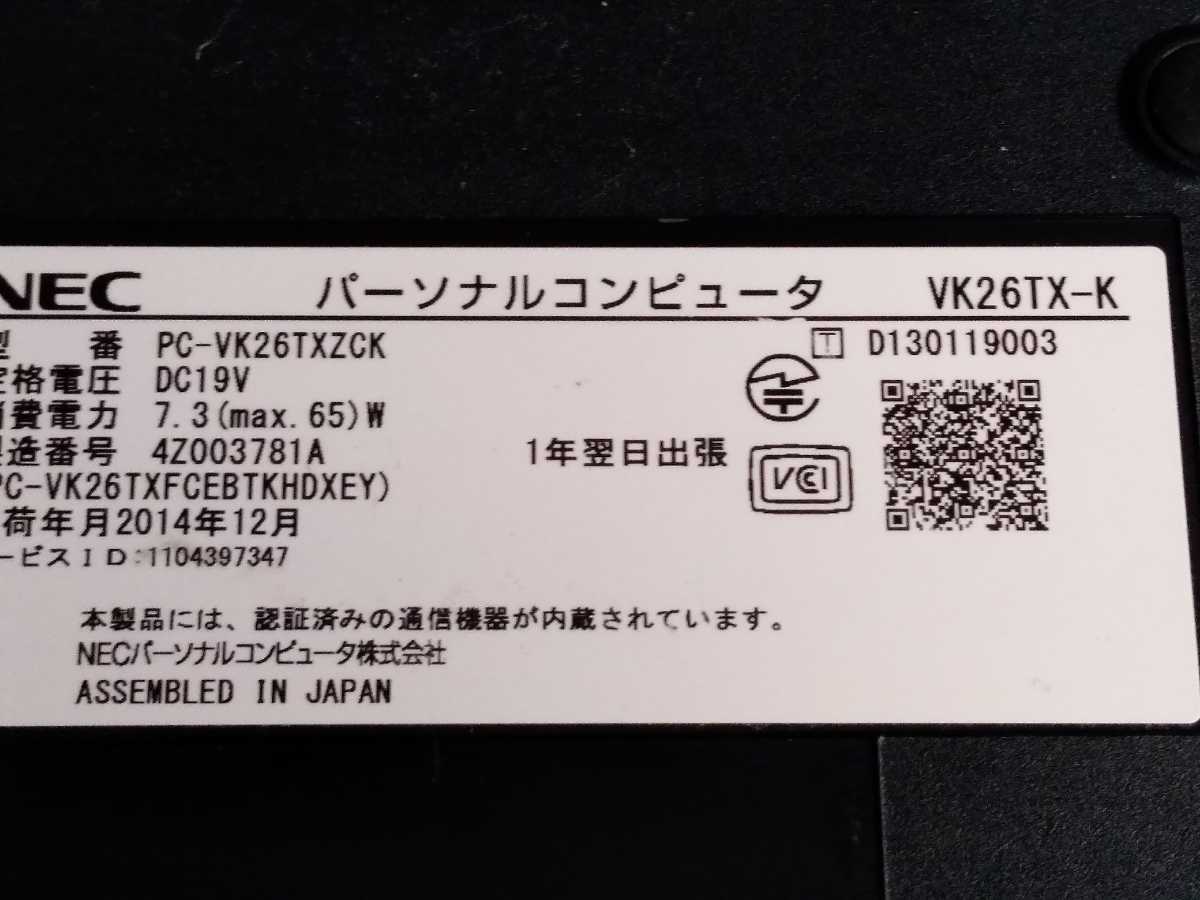 NEC パーソナルコンピュータ VK26TX-K
型 番 PC-VK26TXZCK T D130119003
定格電圧 DC19V
消費電力 7.3(max.65)W
製造番号 4Z003781A 1年翌日出張 VCI
PC-VK26TXFCEBTKHDXEY)
荷年月2014年12月
ービスID:1104397347
本製品には、認証済みの通信機器が内蔵されています。
NECパーソナルコンピュータ株式会社
ASSEMBLED IN JAPAN